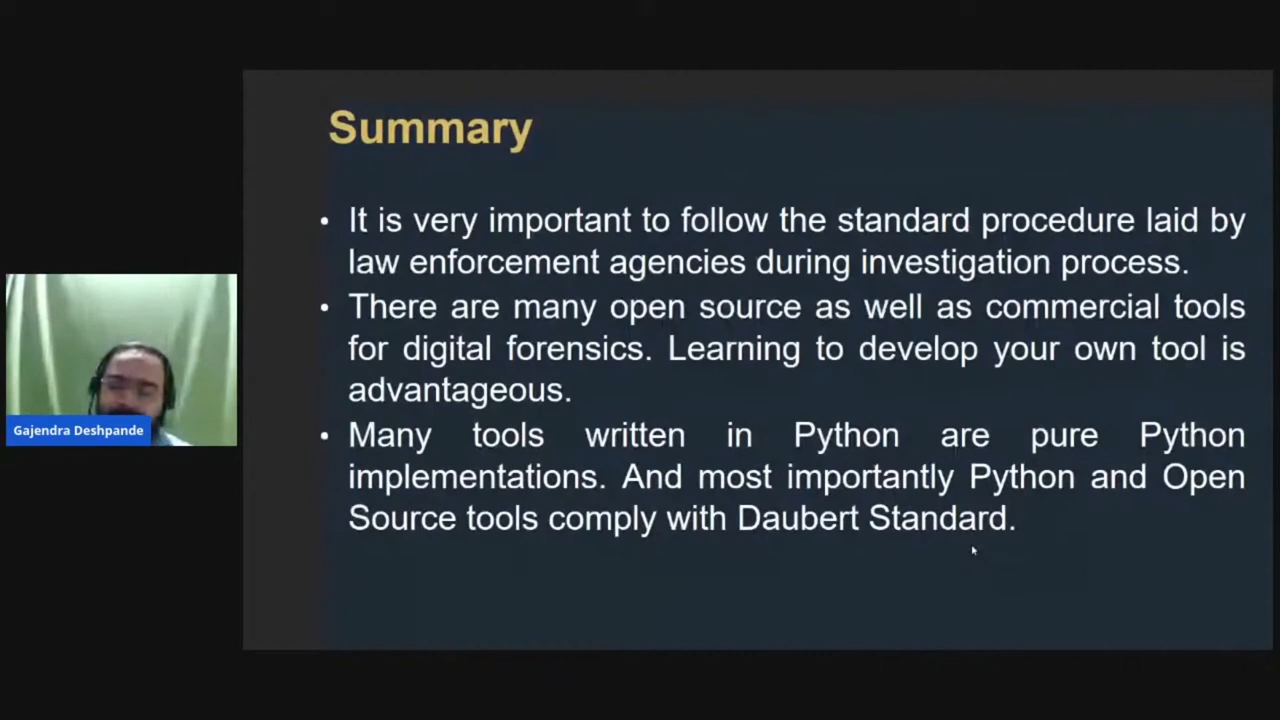 Summary
• It is very important to follow the standard procedure laid by
law enforcement agencies during investigation process.
• There are many open source as well as commercial tools
for digital forensics. Learning to develop your own tool is
advantageous.
• Many tools written in Python are pure Python
implementations. And most importantly Python and Open
Source tools comply with Daubert Standard.
Gajendra Deshpande